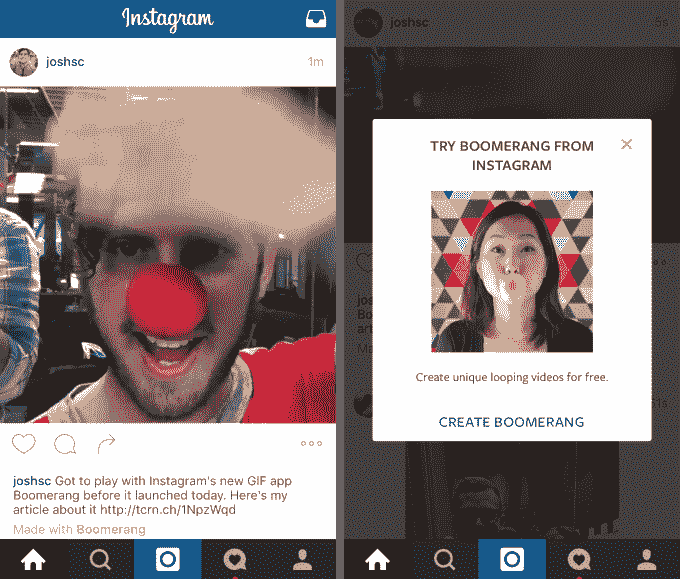 Instagram
joshsc 1m
joshsc Got to play with Instagram's new GIF app
Boomerang before it launched today. Here's my
article about it http://tcrn.ch/1NpzWqd
Made with Boomerang
joshsc
TRY BOOMERANG FROM
INSTAGRAM
Create unique looping videos for free.
CREATE BOOMERANG